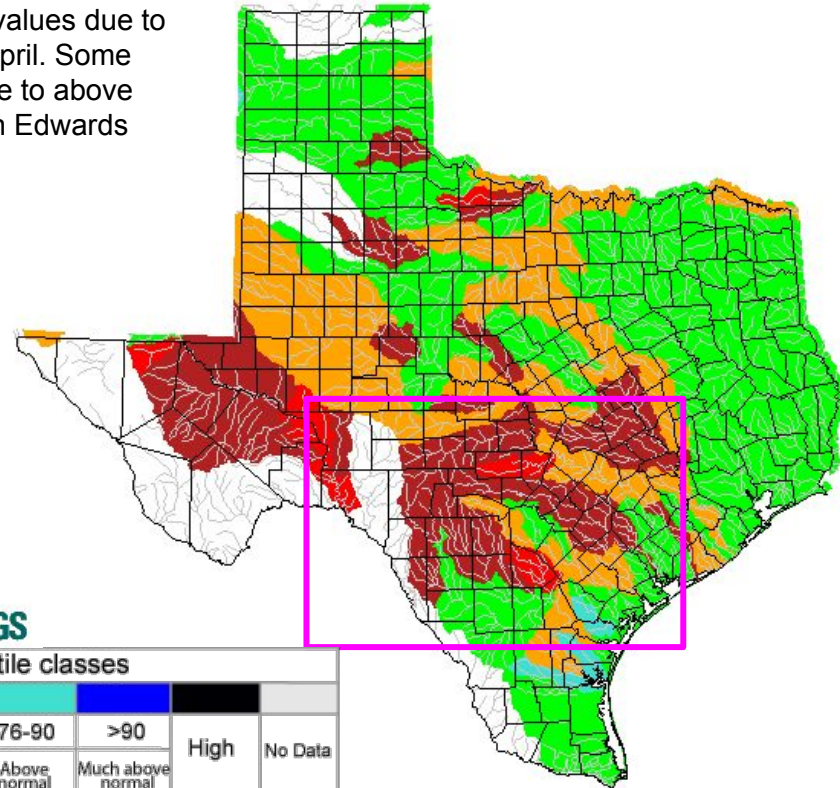 values due to
pril. Some
e to above
n Edwards
GS
tile classes
76-90 >90 High No Data
Above normal Much above normal